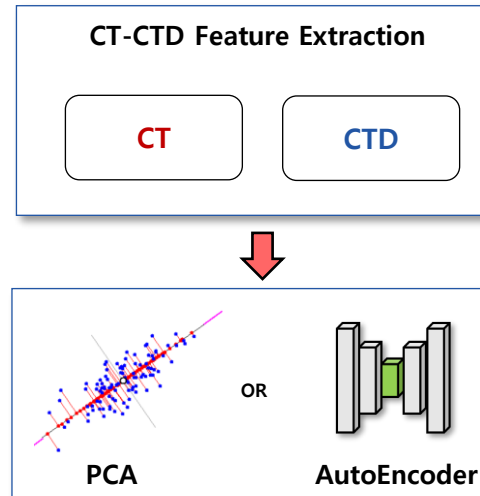 CT-CTD Feature Extraction
CT
CTD
OR
PCA
AutoEncoder